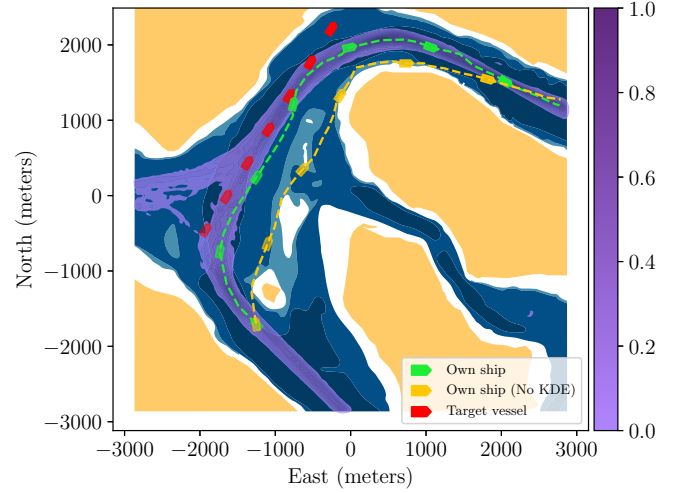 2000
1000
0
−1000
−2000
−3000
North (meters)
−3000 −2000 −1000 0 1000 2000 3000
East (meters)
Own ship
Own ship (No KDE)
Target vessel
1.0
0.8
0.6
0.4
0.2
0.0